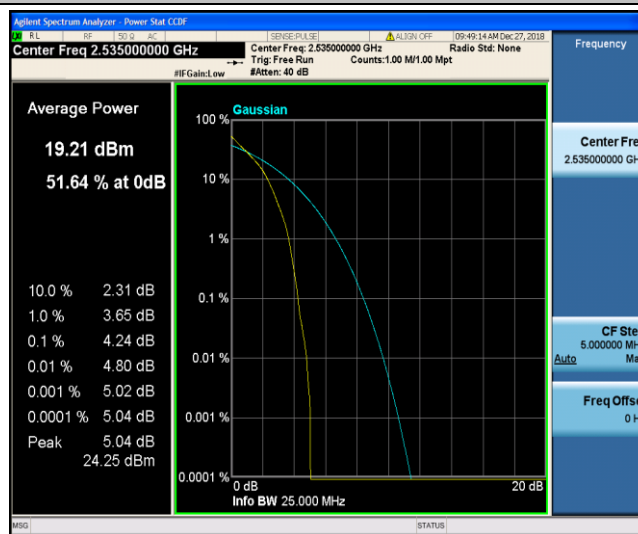 Agilent Spectrum Analyzer - Power Stat CCDF
RL RF 50 Ω AC SENSE:PULSE ALIGN OFF 09:49:14 AM Dec 27, 2018
Center Freq 2.535000000 GHz
Center Freq: 2.535000000 GHz Radio Std: None
Trig: Free Run Counts:1.00 M/1.00 Mpt
#IFGain:Low #Atten: 40 dB
Frequency
Average Power
19.21 dBm
51.64 % at 0dB
10.0 % 2.31 dB
1.0 % 3.65 dB
0.1 % 4.24 dB
0.01 % 4.80 dB
0.001 % 5.02 dB
0.0001 % 5.04 dB
Peak 5.04 dB
24.25 dBm
Gaussian
100 %
10 %
1 %
0.1 %
0.01 %
0.001 %
0.0001 %
0 dB 20 dB
Info BW 25.000 MHz
Center Fre
2.535000000 GH
CF Ste
5.000000 MH
Auto Ma
Freq Offse
0 H
MSG STATUS